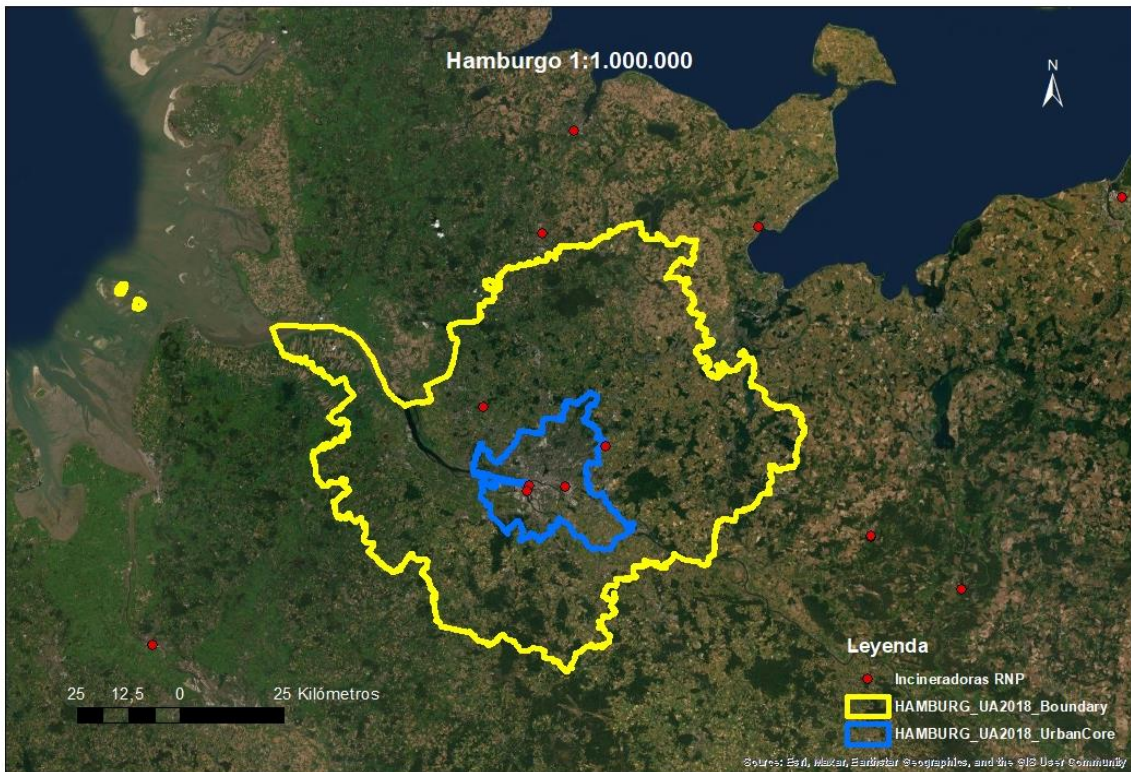 Hamburgo 1:1.000.000
N
Leyenda
Incineradoras RNP
HAMBURG_UA2018_Boundary
HAMBURG_UA2018_UrbanCore
25 12,5 0 25 Kilómetros
Source: Esri, Maxar, Earthstar Geographics, and the GIS User Community